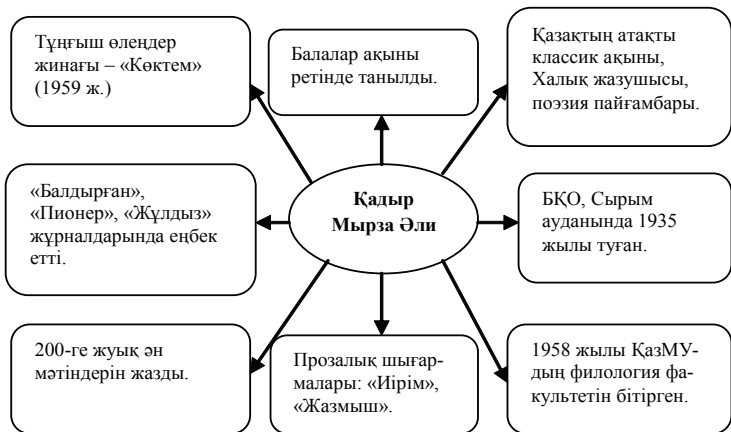 Тұңғыш өлеңдер
жинағы – «Көктем»
(1959 ж.)
Балалар ақыны
ретінде танылды.
Қазақтың атақты
классик ақыны,
Халық жазушысы,
поэзия пайғамбары.
«Балдырған»,
«Пионер», «Жұлдыз»
жұрналдарында еңбек
етті.
Қадыр
Мырза Әли
БҚО, Сырым
ауданында 1935
жылы туған.
200-ге жуық ән
мәтіндерін жазды.
Прозалық шығар-
малары: «Иірім»,
«Жазмыш».
1958 жылы ҚазМУ-
дың филология фа-
культетін бітірген.